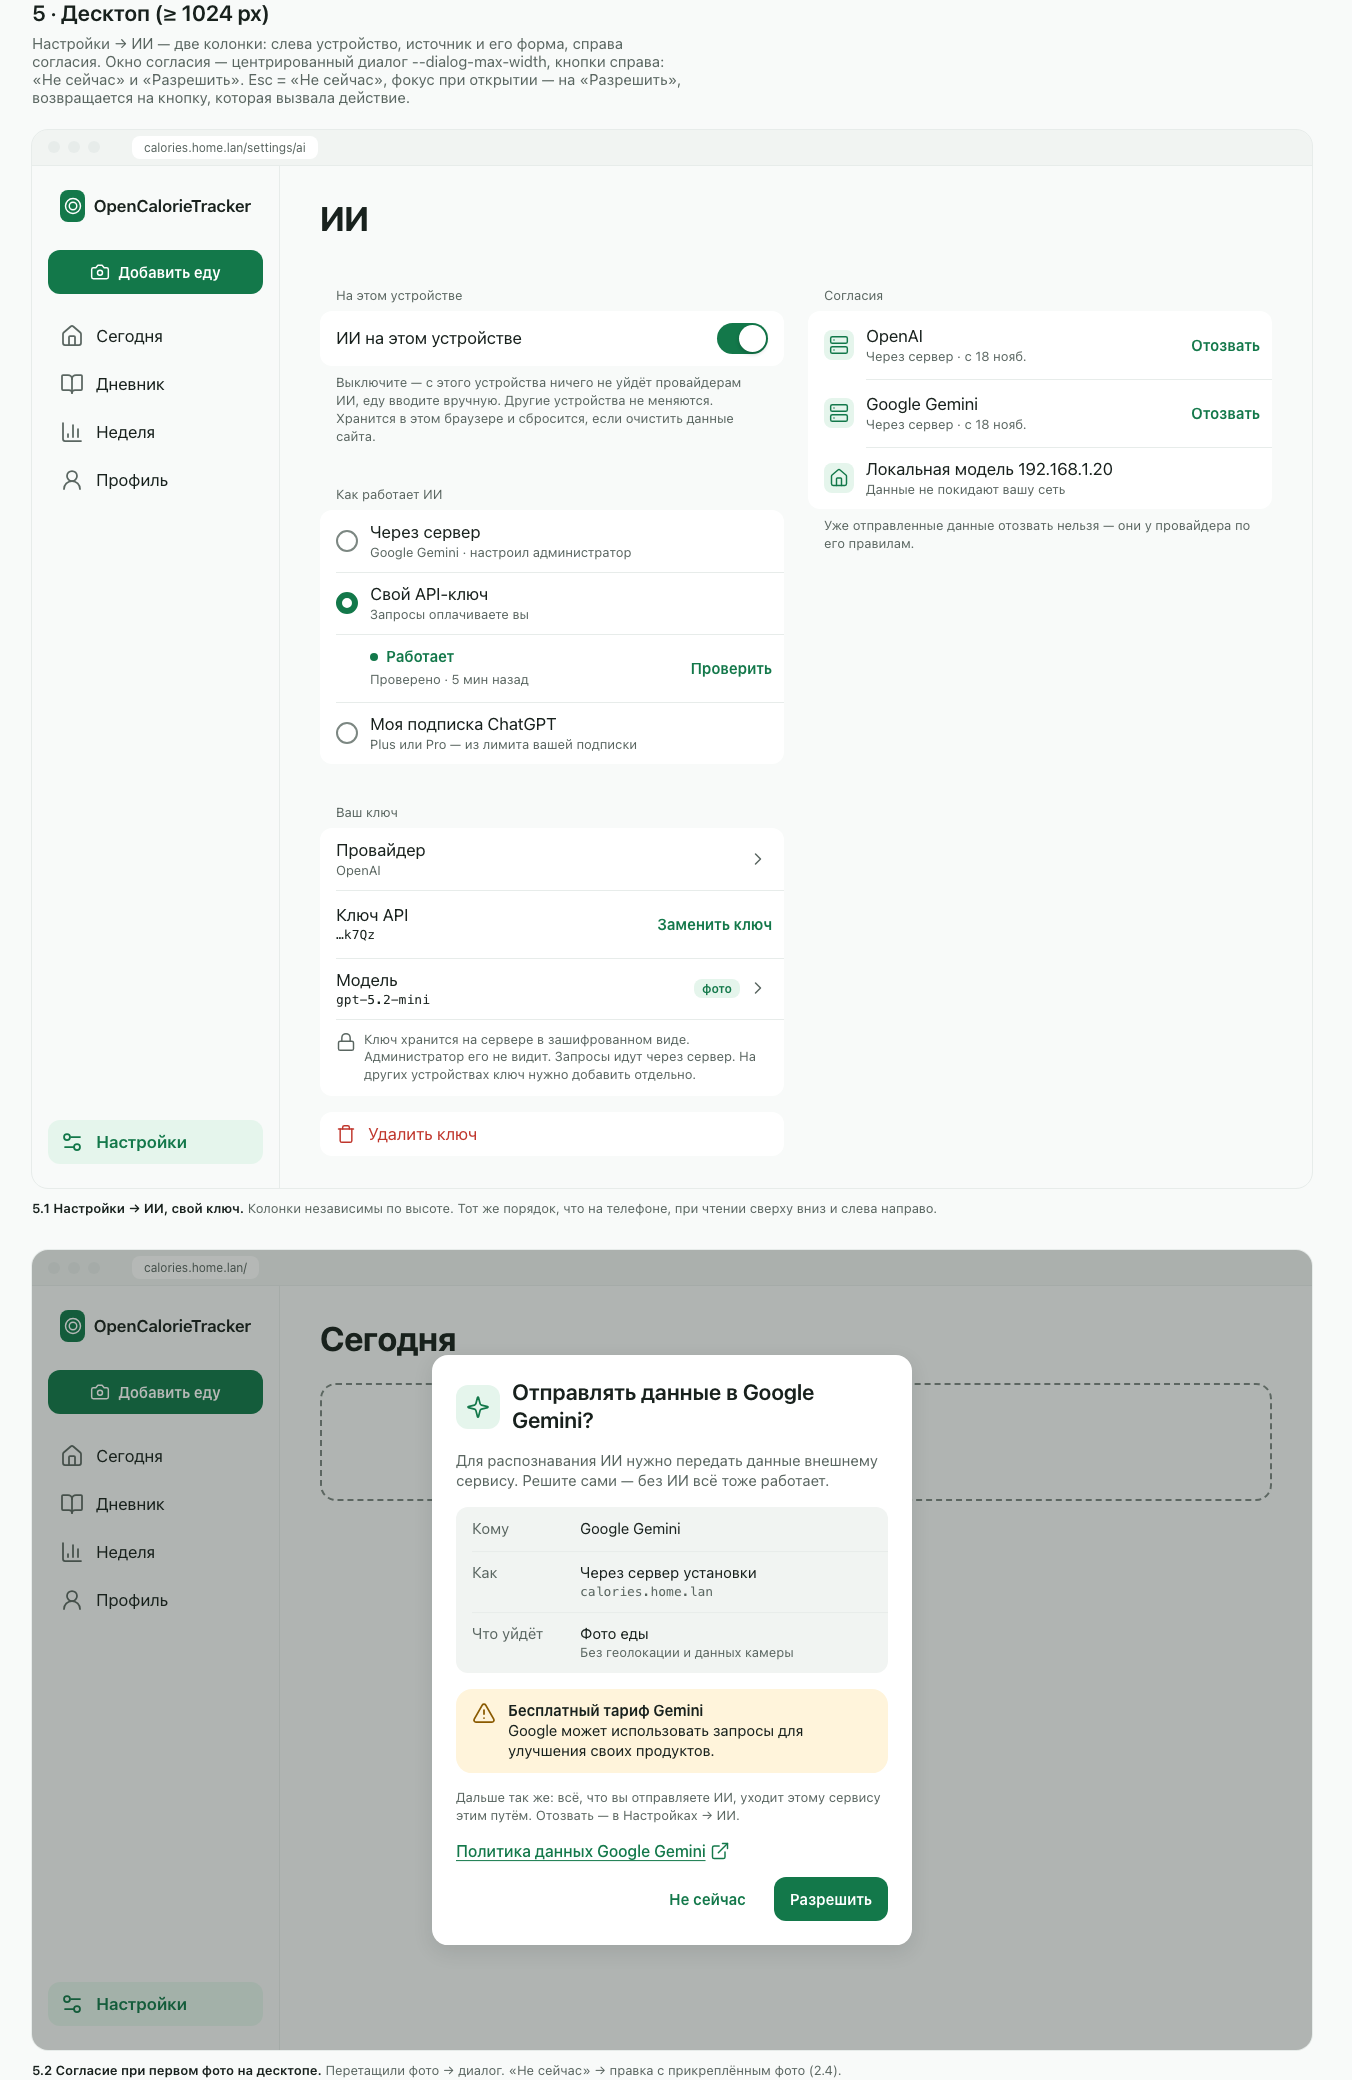 5 · Десктоп (≥ 1024 px)
Настройки → ИИ — две колонки: слева устройство, источник и его форма, справа
согласия. Окно согласия — центрированный диалог --dialog-max-width, кнопки справа:
«Не сейчас» и «Разрешить». Esc = «Не сейчас», фокус при открытии — на «Разрешить»,
возвращается на кнопку, которая вызвала действие.
calories.home.lan/settings/ai
OpenCalorieTracker
Добавить еду
Сегодня
Дневник
Неделя
Профиль
Настройки
ИИ
На этом устройстве
ИИ на этом устройстве
Выключите — с этого устройства ничего не уйдёт провайдерам
ИИ, еду вводите вручную. Другие устройства не меняются.
Хранится в этом браузере и сбросится, если очистить данные
сайта.
Как работает ИИ
Через сервер
Google Gemini · настроил администратор
Свой API-ключ
Запросы оплачиваете вы
Работает
Проверено · 5 мин назад
Проверить
Моя подписка ChatGPT
Plus или Pro — из лимита вашей подписки
Ваш ключ
Провайдер
OpenAI
Ключ API
…k7Qz
Заменить ключ
Модель
gpt-5.2-mini
фото
Ключ хранится на сервере в зашифрованном виде.
Администратор его не видит. Запросы идут через сервер. На
других устройствах ключ нужно добавить отдельно.
Удалить ключ
Согласия
OpenAI
Через сервер · с 18 нояб.
Отозвать
Google Gemini
Через сервер · с 18 нояб.
Отозвать
Локальная модель 192.168.1.20
Данные не покидают вашу сеть
Уже отправленные данные отозвать нельзя — они у провайдера по
его правилам.
5.1 Настройки → ИИ, свой ключ. Колонки независимы по высоте. Тот же порядок, что на телефоне, при чтении сверху вниз и слева направо.
calories.home.lan/
OpenCalorieTracker
Добавить еду
Сегодня
Дневник
Неделя
Профиль
Настройки
Сегодня
Отправлять данные в Google
Gemini?
Для распознавания ИИ нужно передать данные внешнему
сервису. Решите сами — без ИИ всё тоже работает.
Кому
Google Gemini
Как
Через сервер установки
calories.home.lan
Что уйдёт
Фото еды
Без геолокации и данных камеры
Бесплатный тариф Gemini
Google может использовать запросы для
улучшения своих продуктов.
Дальше так же: всё, что вы отправляете ИИ, уходит этому сервису
этим путём. Отозвать — в Настройках → ИИ.
Политика данных Google Gemini
Не сейчас
Разрешить
5.2 Согласие при первом фото на десктопе. Перетащили фото → диалог. «Не сейчас» → правка с прикреплённым фото (2.4).